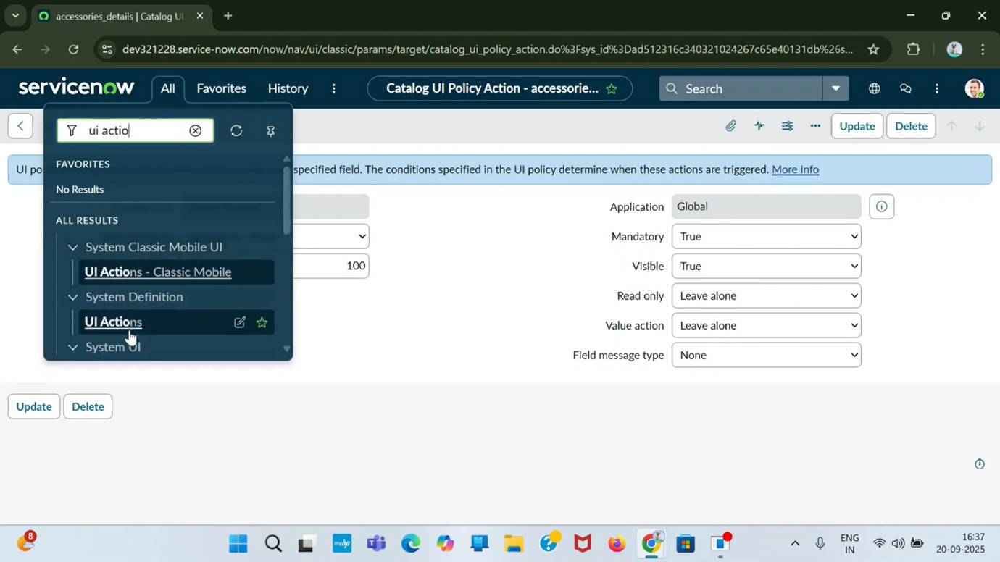 accessories_details | Catalog UI
dev321228.service-now.com/now/nav/ui/classic/params/target/catalog_ui_policy_action.do%3Fsys_id%3Dad512316c340321024267c65e40131db%26s...
servicenow
All
Favorites
History
Catalog UI Policy Action - accessorie...
Search
ui actio
Update
Delete
UI po
specified field. The conditions specified in the UI policy determine when these actions are triggered. More Info
FAVORITES
No Results
ALL RESULTS
System Classic Mobile UI
UI Actions - Classic Mobile
System Definition
UI Actions
System UI
100
Application
Global
Mandatory
True
Visible
True
Read only
Leave alone
Value action
Leave alone
Field message type
None
Update
Delete
8
myhp
ENG
IN
16:37
20-09-2025